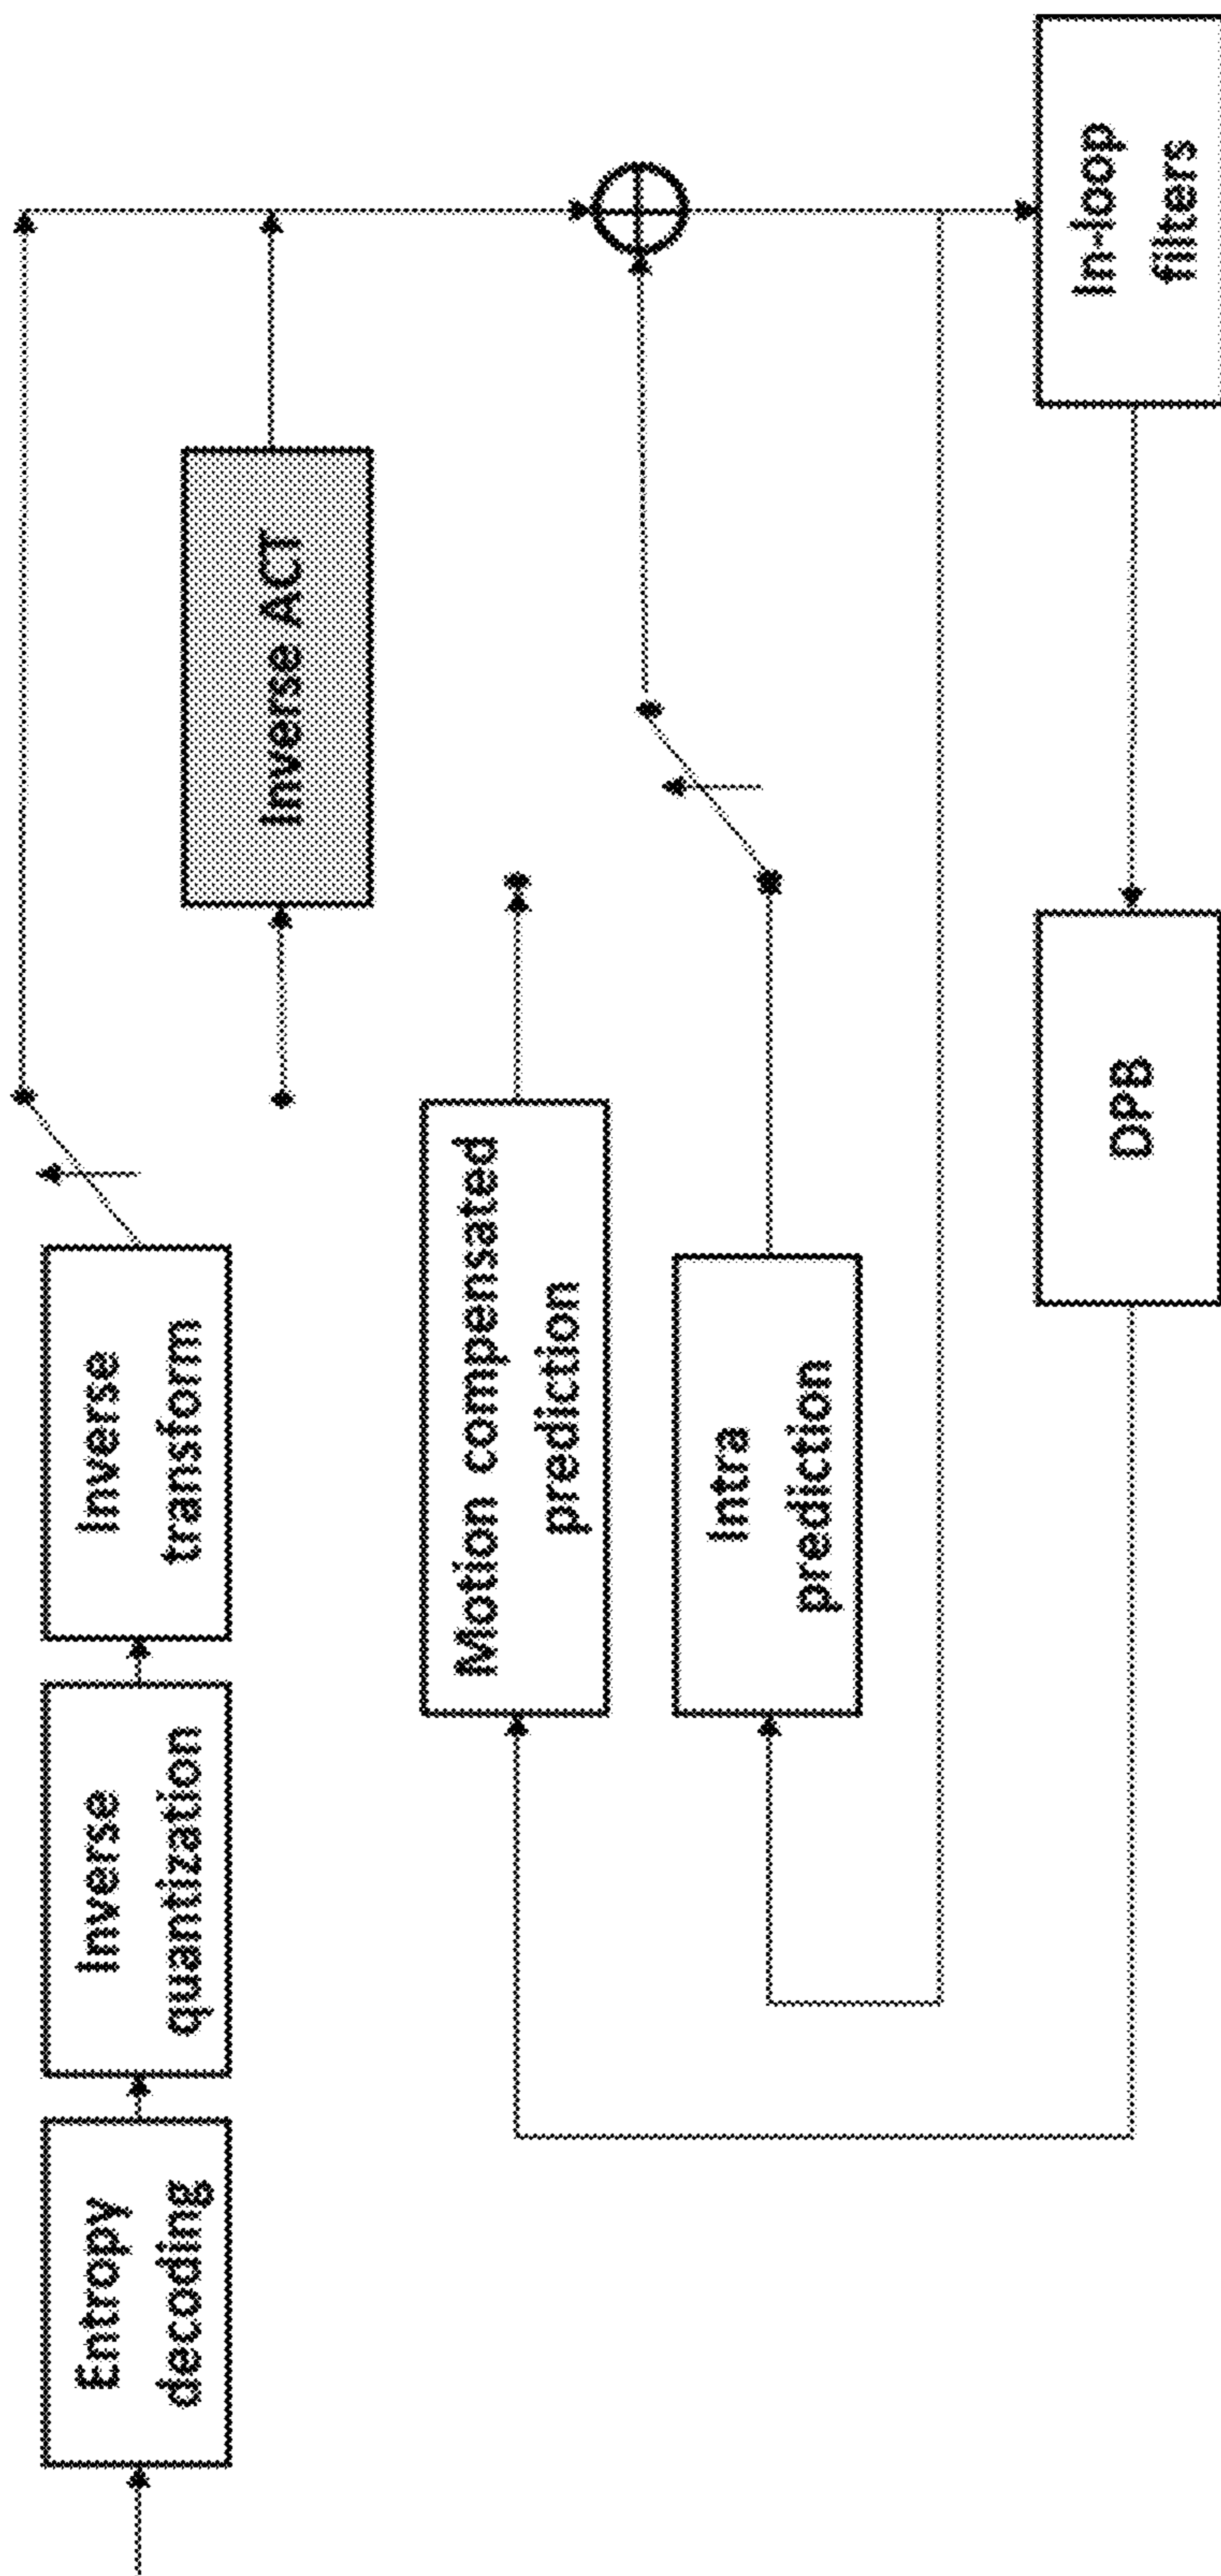 Entropy
decoding
Inverse
quantization
Inverse
transform
Inverse ACT
Motion compensated
prediction
Intra
prediction
DPB
In-loop
filters